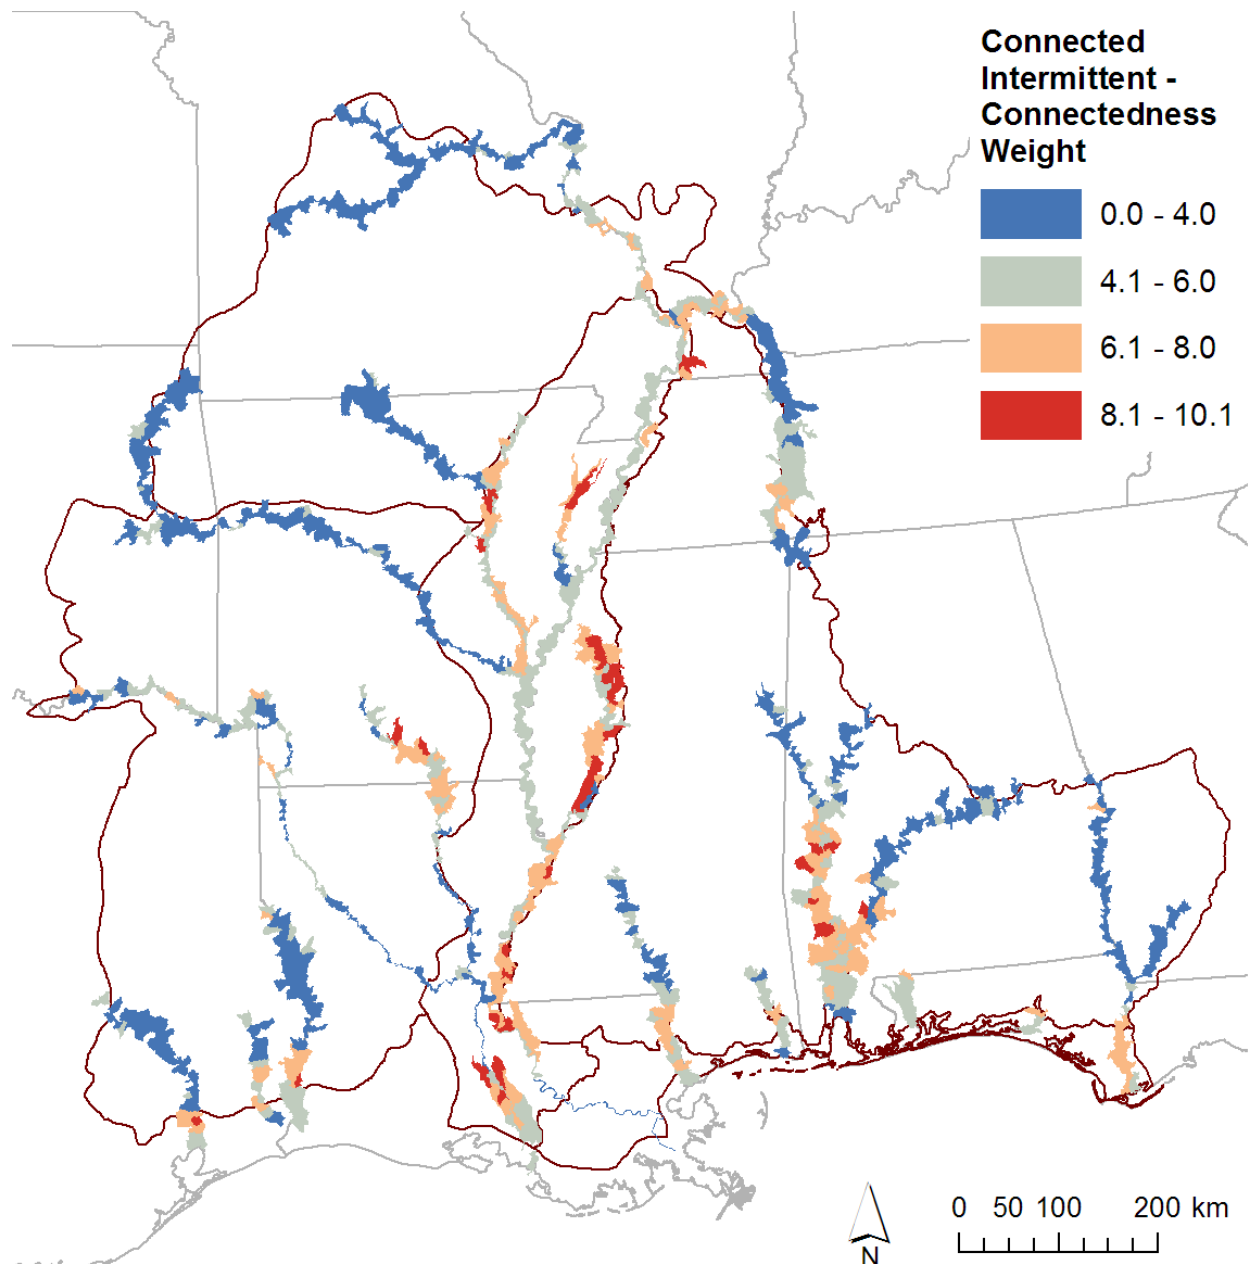 Connected
Intermittent -
Connectedness
Weight
0.0 - 4.0
4.1 - 6.0
6.1 - 8.0
8.1 - 10.1
0 50 100 200 km
N